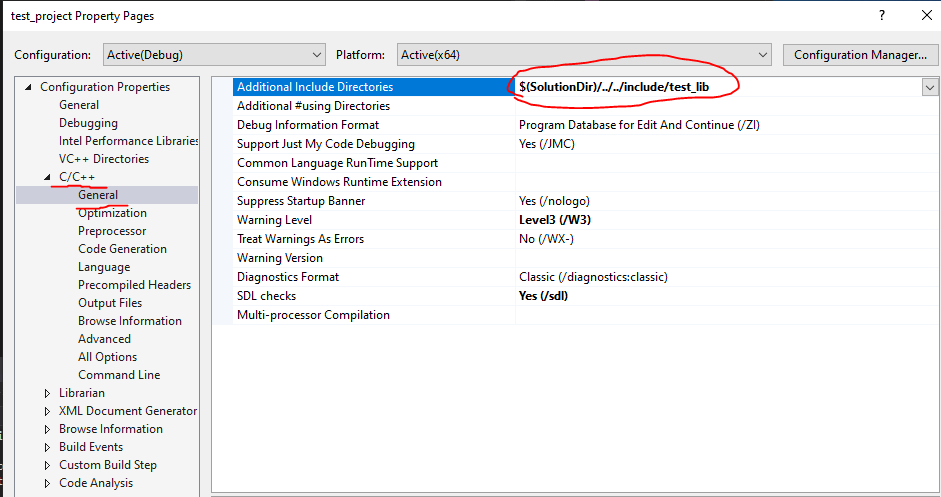 test_project Property Pages
? ×
Configuration: Active(Debug) Platform: Active(x64) Configuration Manager...
Configuration Properties
General
Debugging
Intel Performance Libraries
VC++ Directories
C/C++
General
Optimization
Preprocessor
Code Generation
Language
Precompiled Headers
Output Files
Browse Information
Advanced
All Options
Command Line
Librarian
XML Document Generator
Browse Information
Build Events
Custom Build Step
Code Analysis
Additional Include Directories $(SolutionDir)/../../include/test_lib
Additional #using Directories
Debug Information Format Program Database for Edit And Continue (/ZI)
Support Just My Code Debugging Yes (/JMC)
Common Language RunTime Support
Consume Windows Runtime Extension
Suppress Startup Banner Yes (/nologo)
Warning Level Level3 (/W3)
Treat Warnings As Errors No (/WX-)
Warning Version
Diagnostics Format Classic (/diagnostics:classic)
SDL checks Yes (/sdl)
Multi-processor Compilation